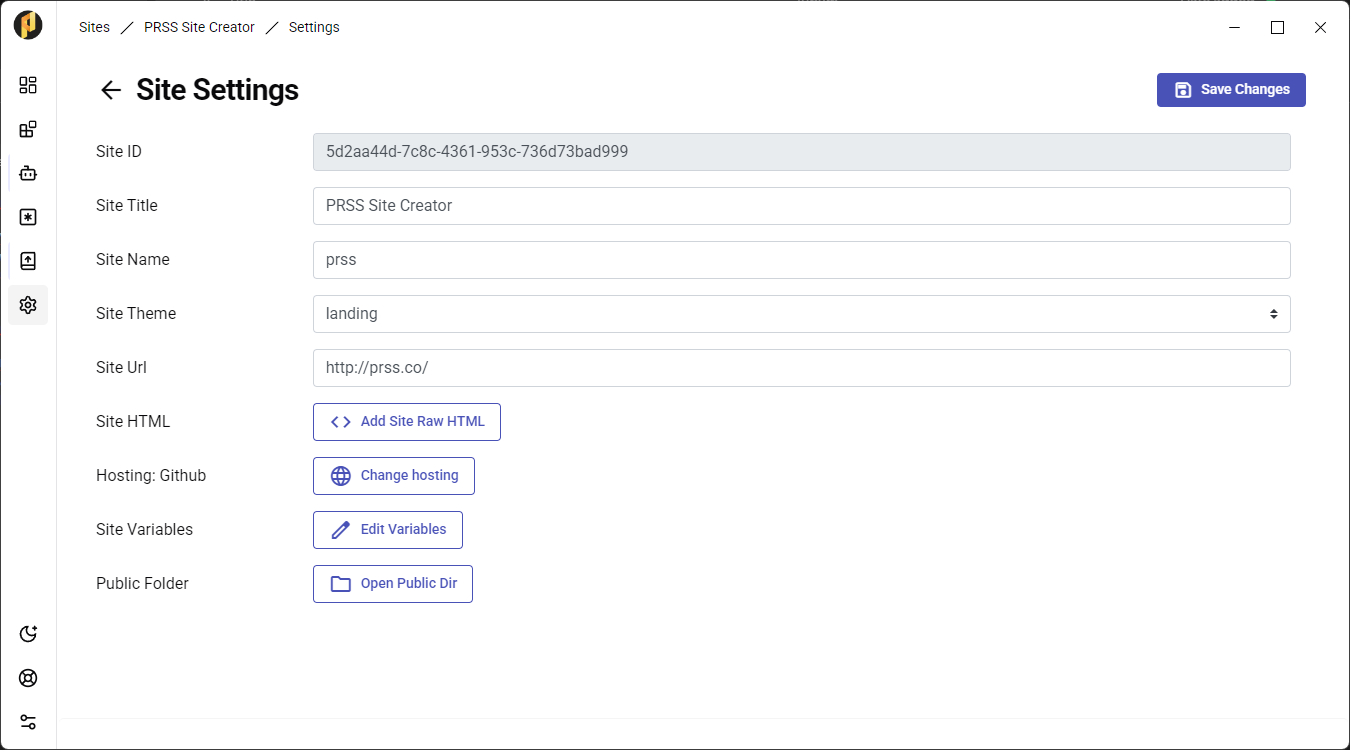 Sites / PRSS Site Creator / Settings
Site Settings
Save Changes
Site ID 5d2aa44d-7c8c-4361-953c-736d73bad999
Site Title PRSS Site Creator
Site Name prss
Site Theme landing
Site Url http://prss.co/
Site HTML Add Site Raw HTML
Hosting: Github Change hosting
Site Variables Edit Variables
Public Folder Open Public Dir